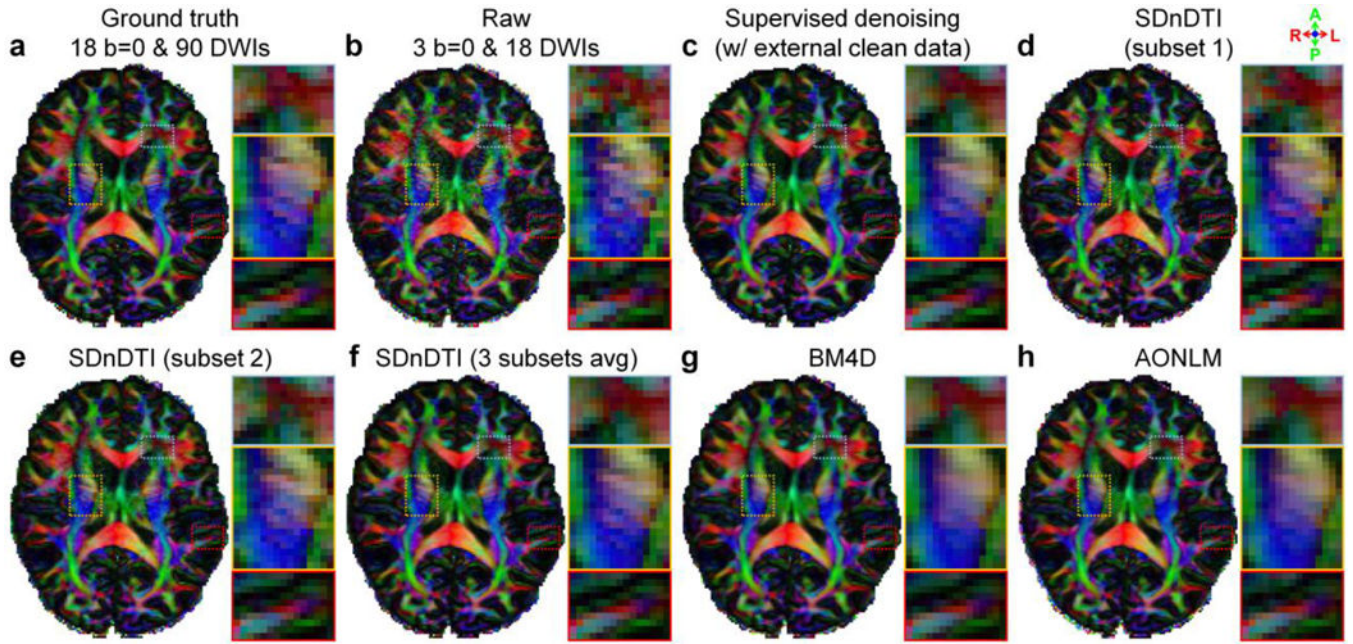 Ground truth
a 18 b=0 & 90 DWIs
Raw
b 3 b=0 & 18 DWIs
Supervised denoising
c (w/ external clean data)
SDnDTI
d (subset 1)
A
R L
P
e SDnDTI (subset 2)
f SDnDTI (3 subsets avg)
g BM4D
h AONLM